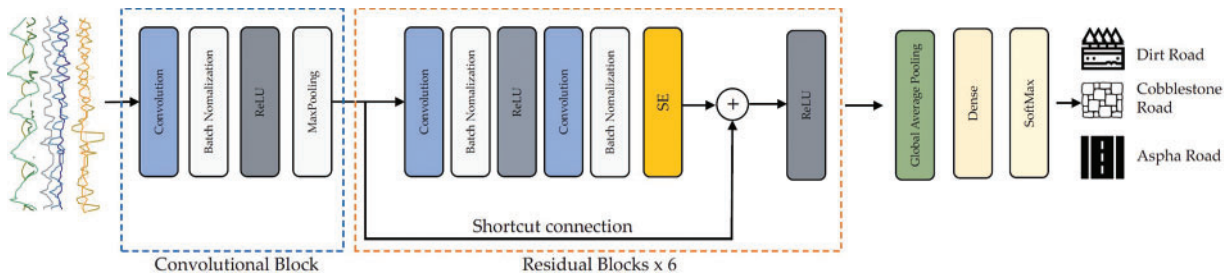 Convolution
Batch Nomalization
ReLU
MaxPooling
Convolution
Batch Nomalization
ReLU
Convolution
Batch Nomalization
SE
+
ReLU
Global Average Pooling
Dense
SoftMax
Dirt Road
Cobblestone
Road
Aspha Road
Shortcut connection
Convolutional Block
Residual Blocks x 6